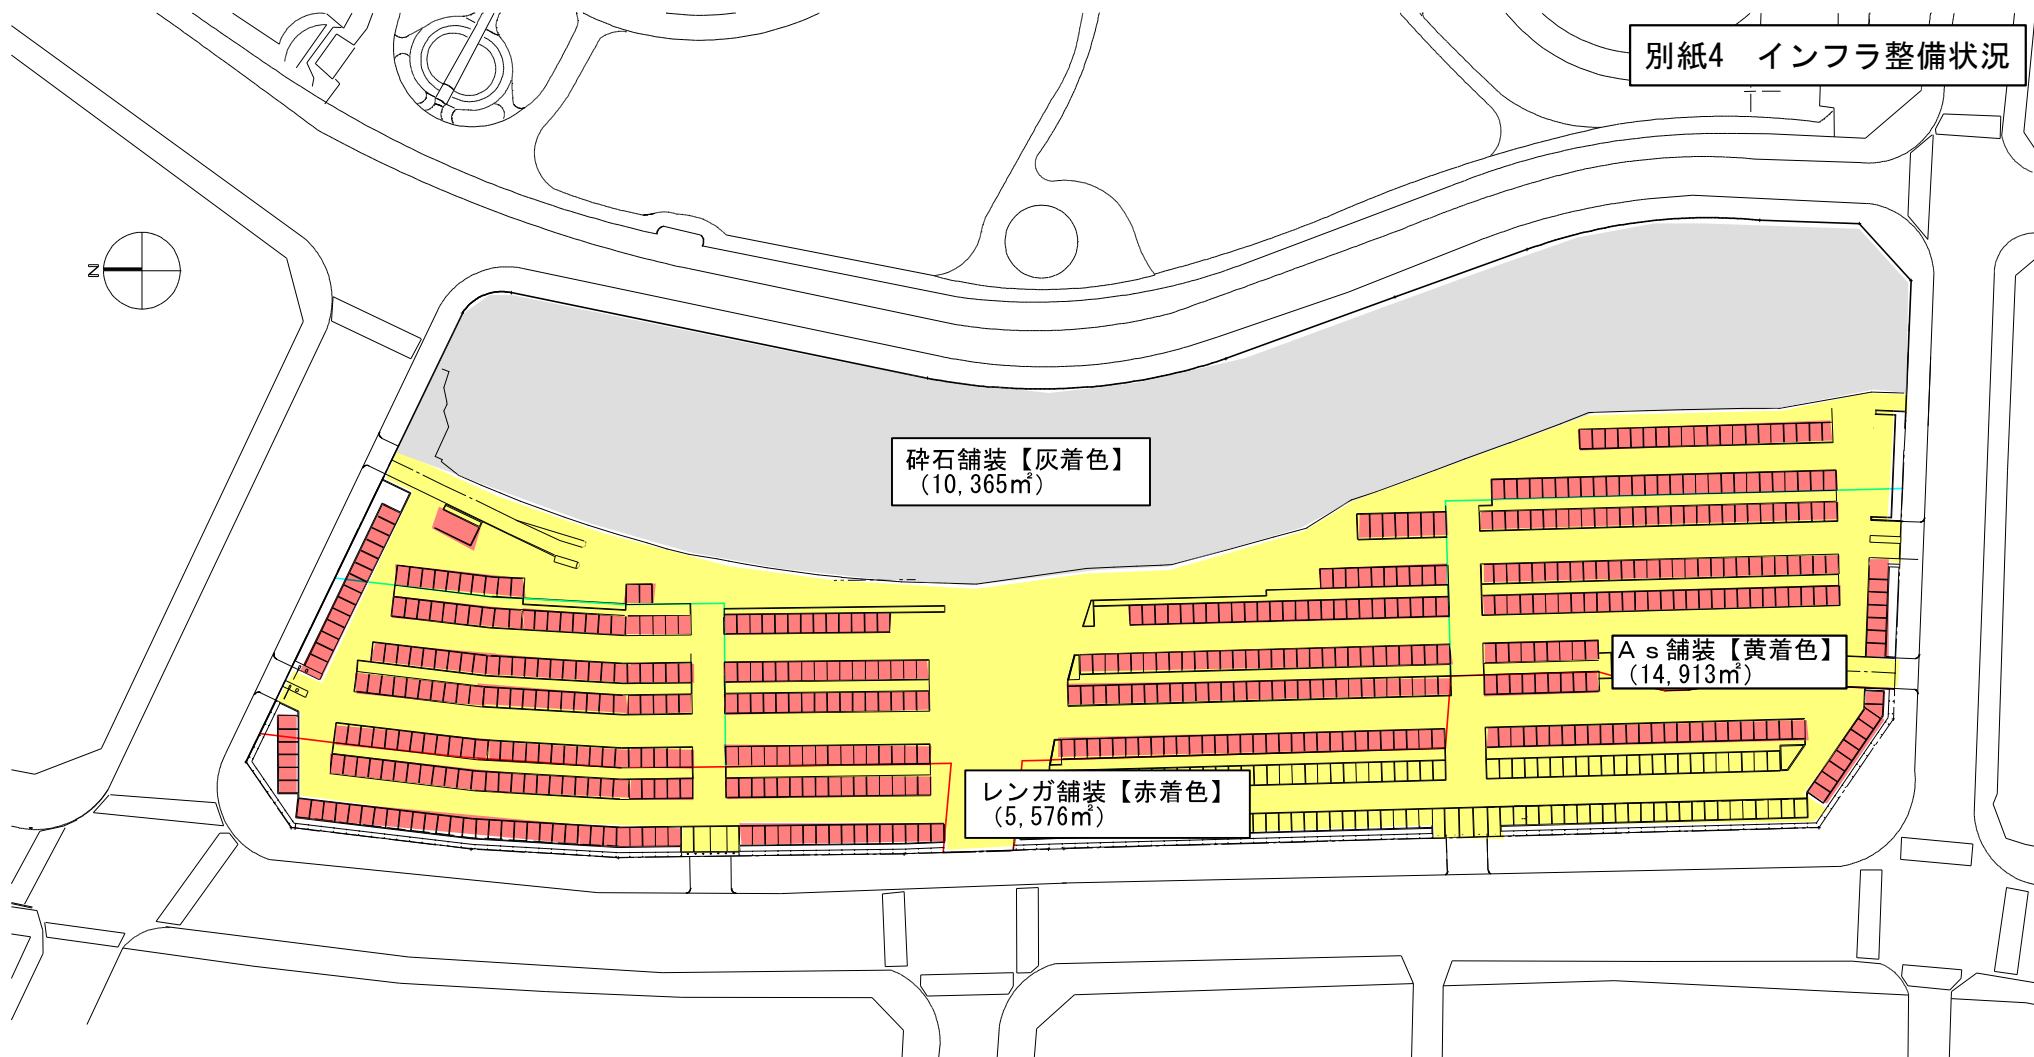 別紙4　インフラ整備状況
N
砕石舗装【灰着色】
（10,365㎡）
Ａｓ舗装【黄着色】
（14,913㎡）
レンガ舗装【赤着色】
（5,576㎡）